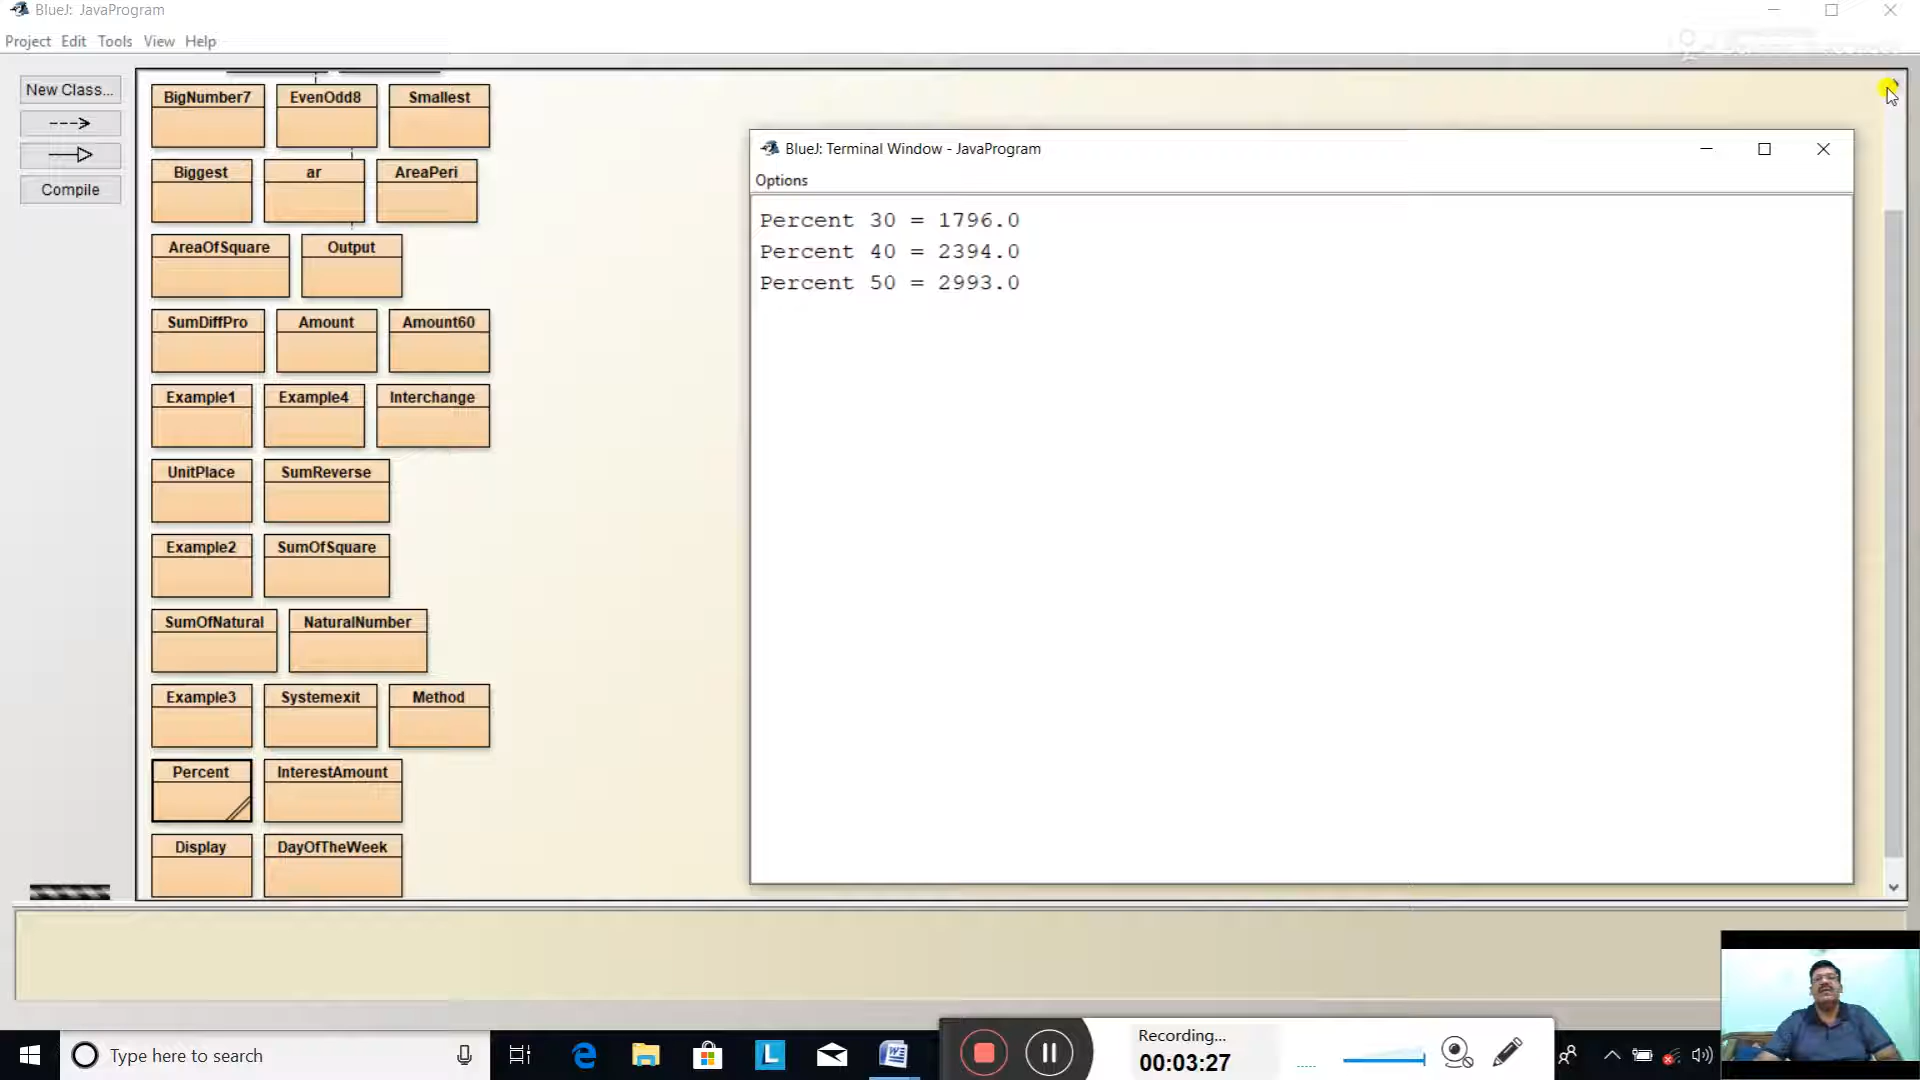 BlueJ: JavaProgram
Project Edit Tools View Help
New Class...
Compile
BigNumber7 EvenOdd8 Smallest
Biggest ar AreaPeri
AreaOfSquare Output
SumDiffPro Amount Amount60
Example1 Example4 Interchange
UnitPlace SumReverse
Example2 SumOfSquare
SumOfNatural NaturalNumber
Example3 Systemexit Method
Percent InterestAmount
Display DayOfTheWeek
BlueJ: Terminal Window - JavaProgram
Options
Percent 30 = 1796.0
Percent 40 = 2394.0
Percent 50 = 2993.0
Type here to search
L
W
Recording...
00:03:27